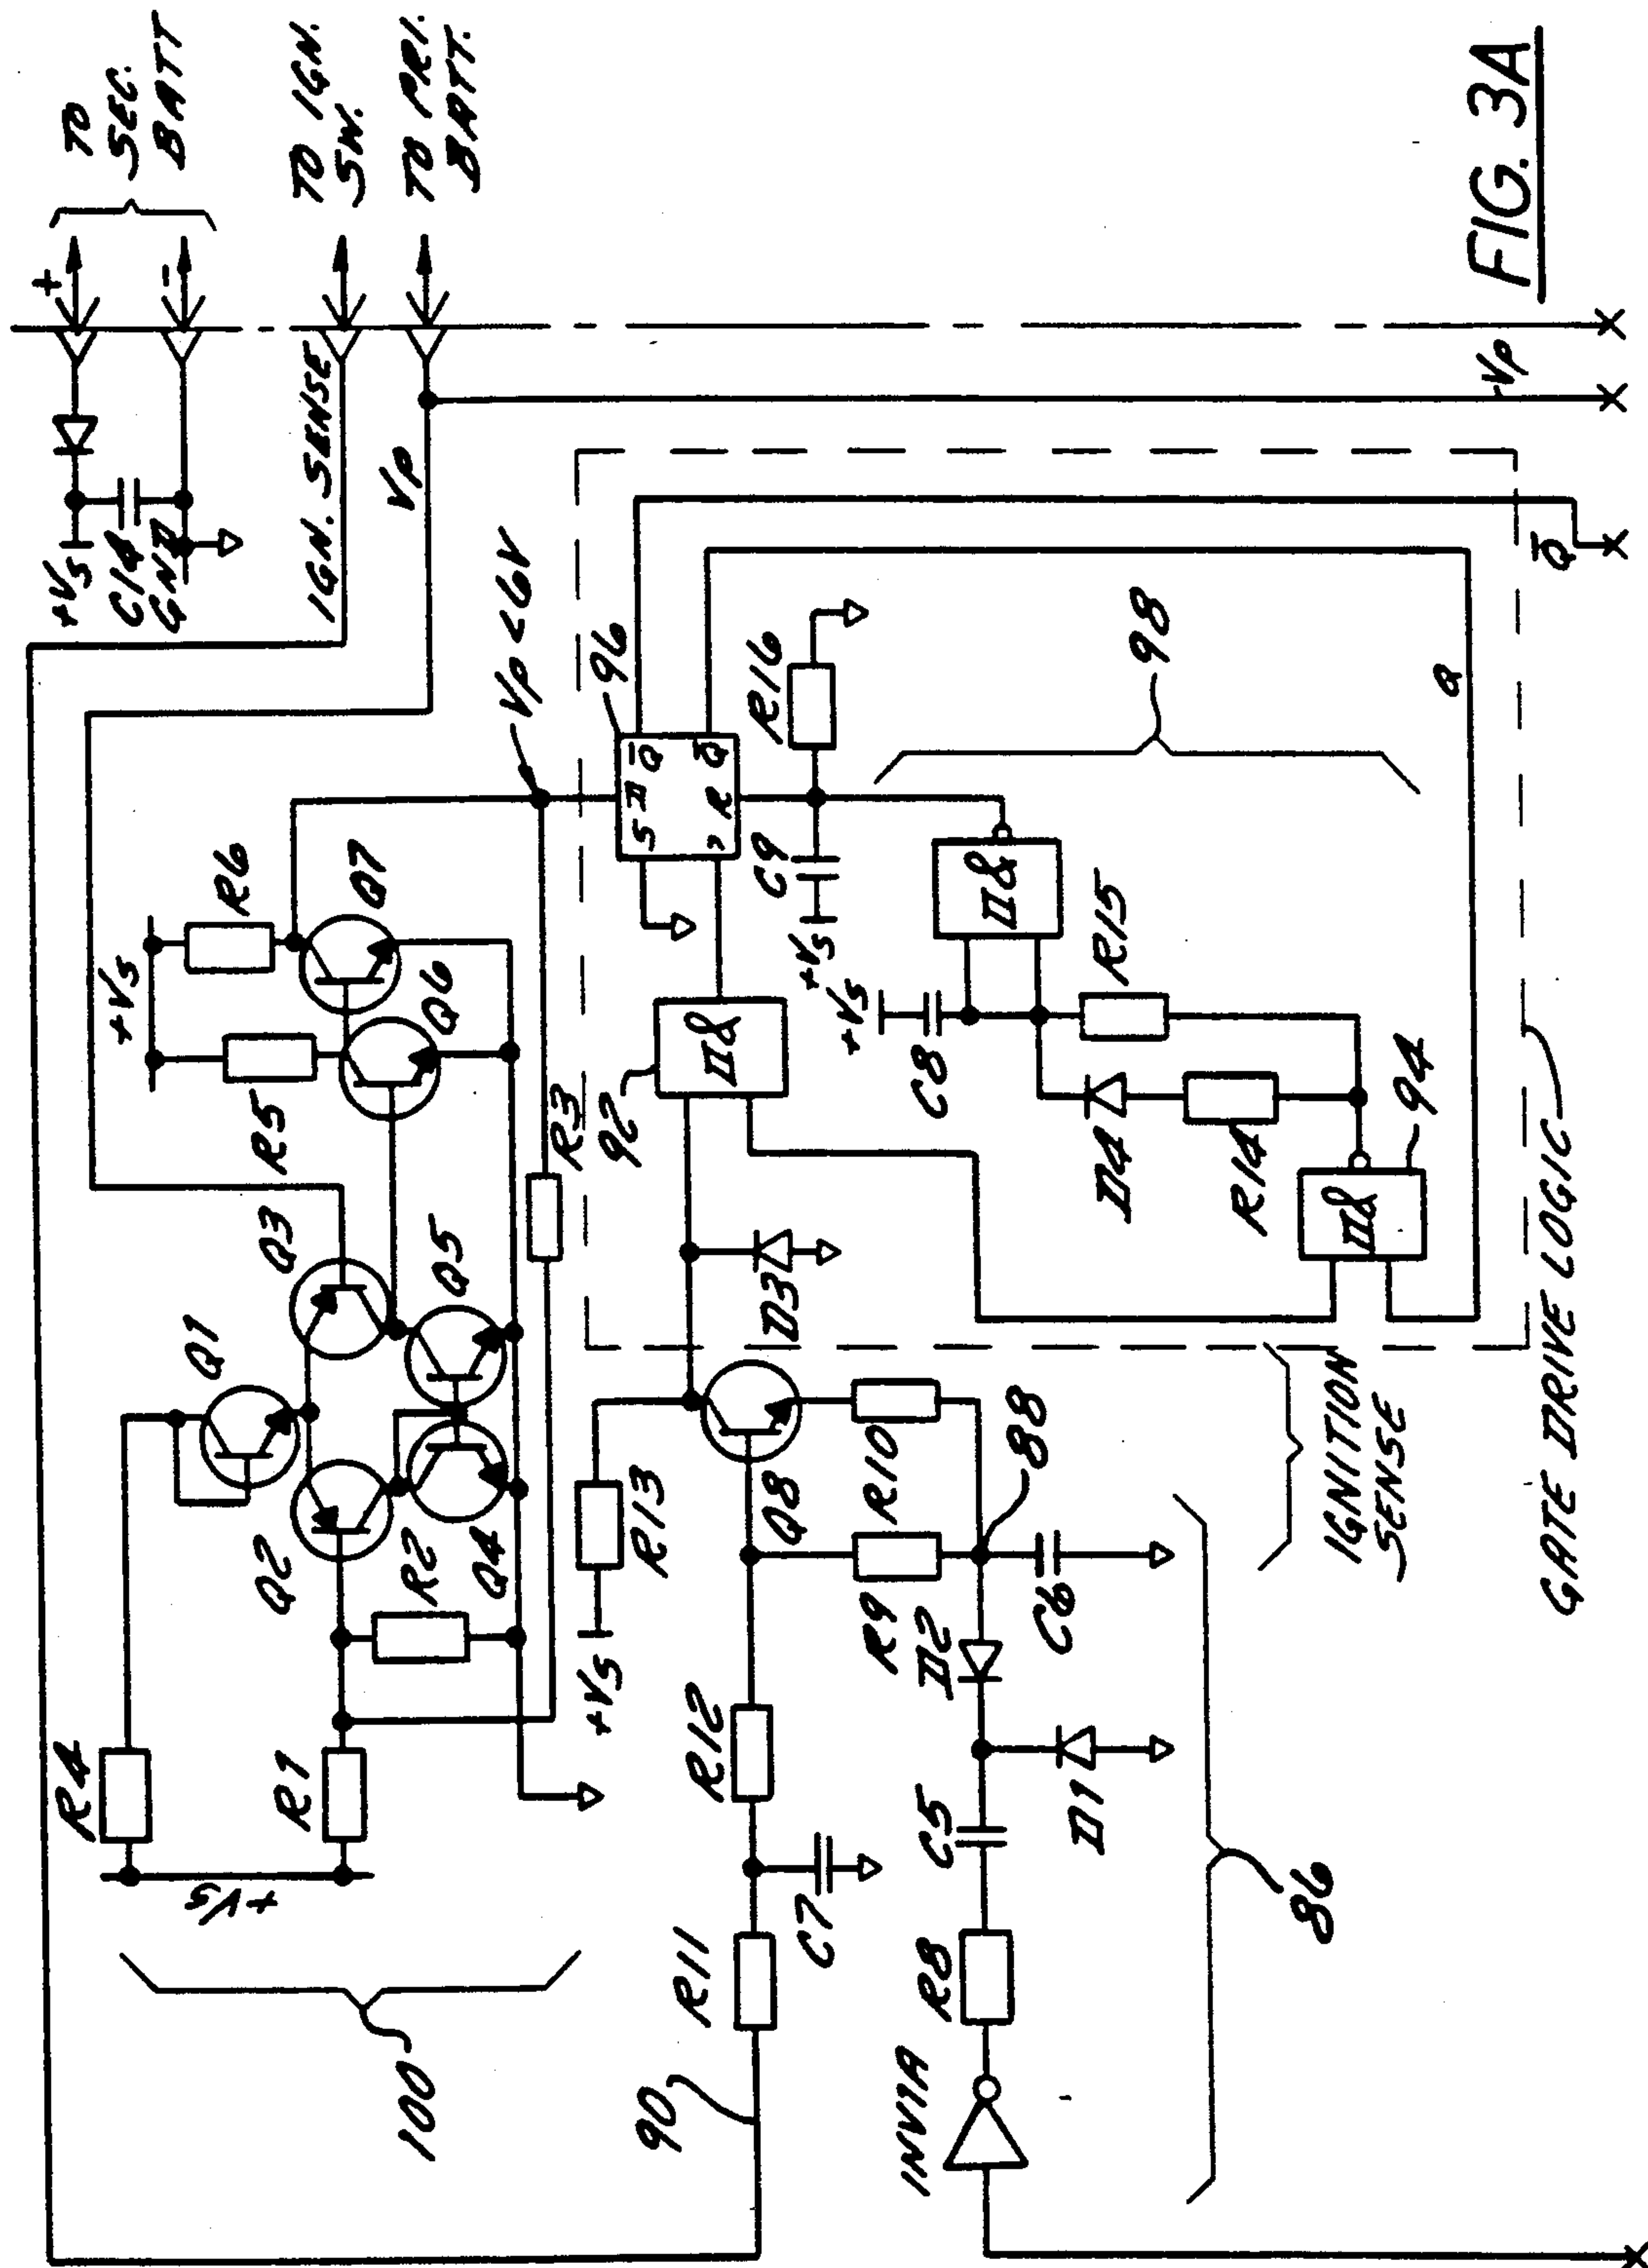 +
TO
SEC.
BATT
-
+Vs
C14
GND
IGN. SENSE
TO IGN.
SW.
Vp
TO PRI.
BATT.
R4
+Vs
R1
Q1
Q2
Q3
R2
Q4
Q5
+Vs
R5
R6
Q6
Q7
100
R3
Vp <6V
90
R11
C7
R12
+Vs
R13
Q8
R9
R10
88
D2
C6
INV1A
R8
C5
D1
86
IGNITION
SENSE
D3
92
Π&
96
S D Q̅
> R Q̅
+Vs
C9
R16
+Vs
C8
Π&
R15
98
D4
R14
Π&
94
Q
Q̅
Vp
GATE DRIVE LOGIC
FIG. 3A